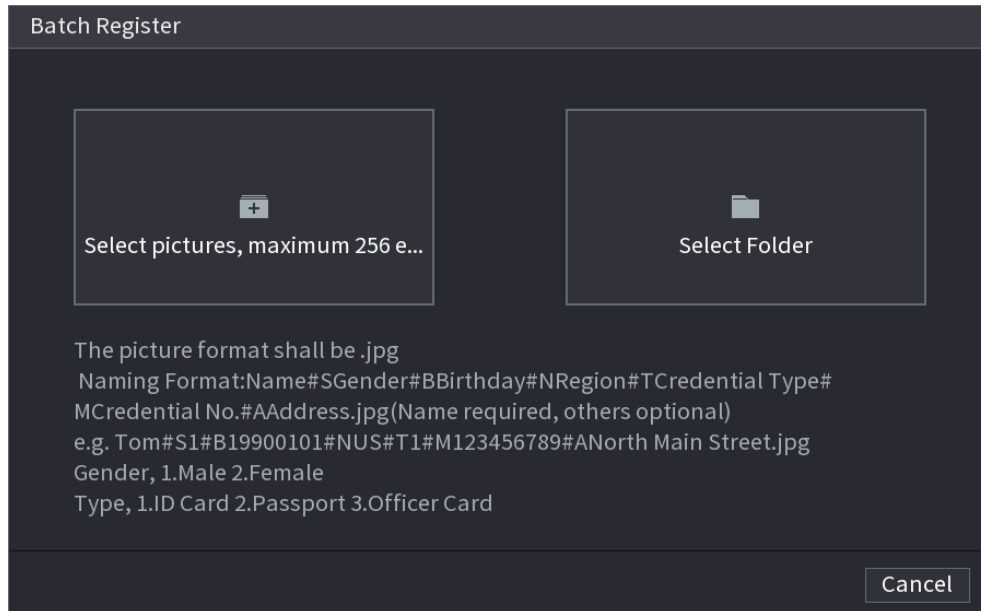 Batch Register
Select pictures, maximum 256 e...
Select Folder
The picture format shall be .jpg
Naming Format:Name#SGender#BBirthday#NRegion#TCredential Type#
MCredential No.#AAddress.jpg(Name required, others optional)
e.g. Tom#S1#B19900101#NUS#T1#M123456789#ANorth Main Street.jpg
Gender, 1.Male 2.Female
Type, 1.ID Card 2.Passport 3.Officer Card
Cancel